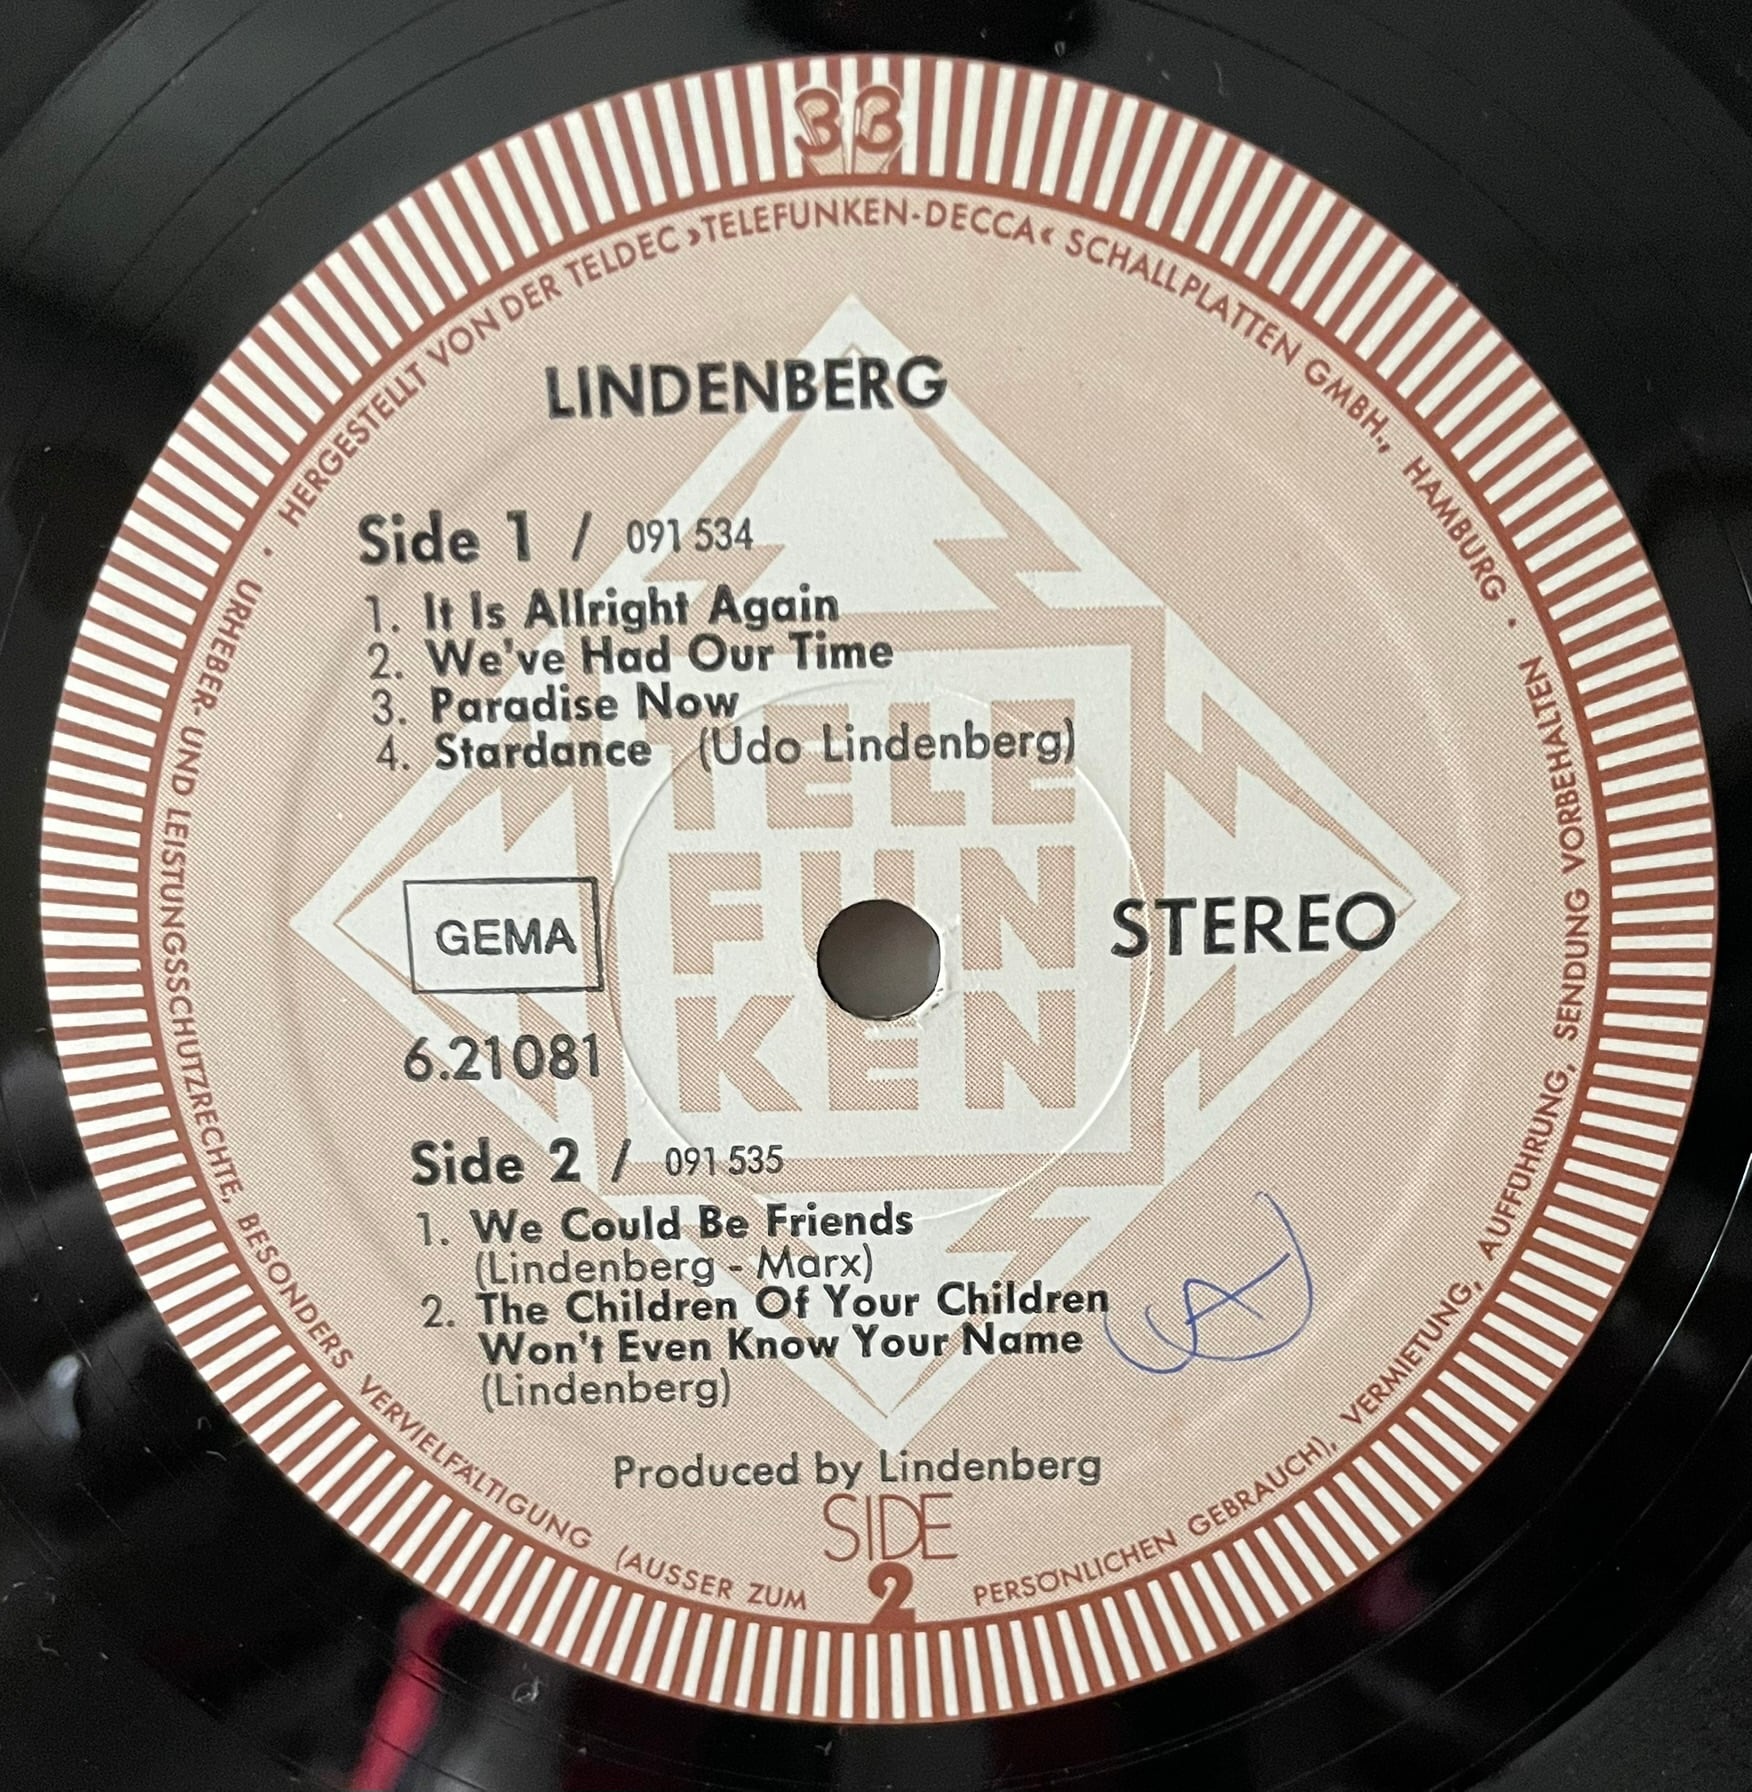 33
HERGESTELLT VON DER TELDEC ›TELEFUNKEN-DECCA‹ SCHALLPLATTEN GMBH., HAMBURG · URHEBER- UND LEISTUNGSSCHUTZRECHTE, BESONDERS VERVIELFÄLTIGUNG (AUSSER ZUM PERSÖNLICHEN GEBRAUCH), VERMIETUNG, AUFFÜHRUNG, SENDUNG VORBEHALTEN ·
LINDENBERG
Side 1 / 091 534
1. It Is Allright Again
2. We've Had Our Time
3. Paradise Now
4. Stardance (Udo Lindenberg)
TELE
FUN
KEN
GEMA
STEREO
6.21081
Side 2 / 091 535
1. We Could Be Friends
(Lindenberg - Marx)
2. The Children Of Your Children
Won't Even Know Your Name
(Lindenberg)
Produced by Lindenberg
SIDE
2